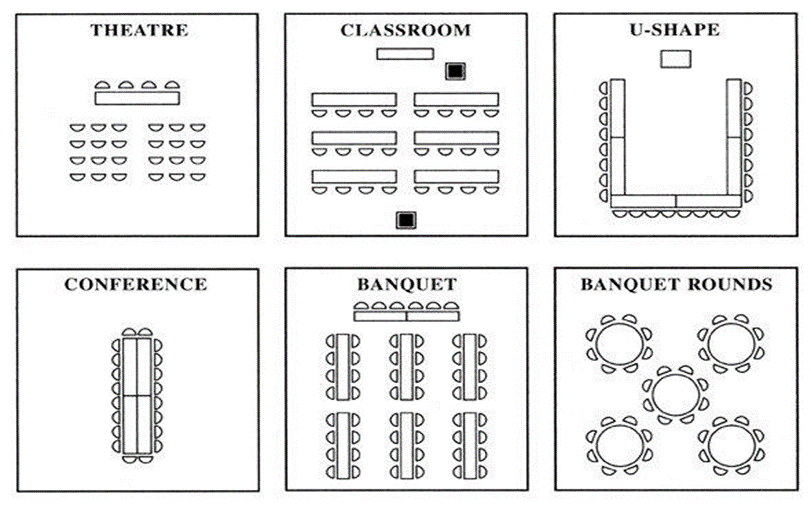 THEATRE
CLASSROOM
U-SHAPE
CONFERENCE
BANQUET
BANQUET ROUNDS